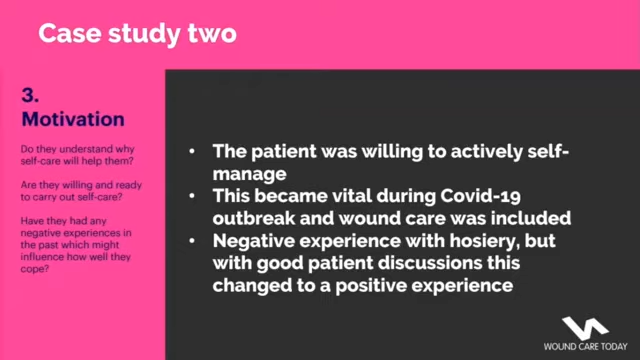 Case study two
3.
Motivation
Do they understand why
self-care will help them?
Are they willing and ready
to carry out self-care?
Have they had any
negative experiences in
the past which might
influence how well they
cope?
• The patient was willing to actively self-
manage
• This became vital during Covid-19
outbreak and wound care was included
• Negative experience with hosiery, but
with good patient discussions this
changed to a positive experience
WOUND CARE TODAY